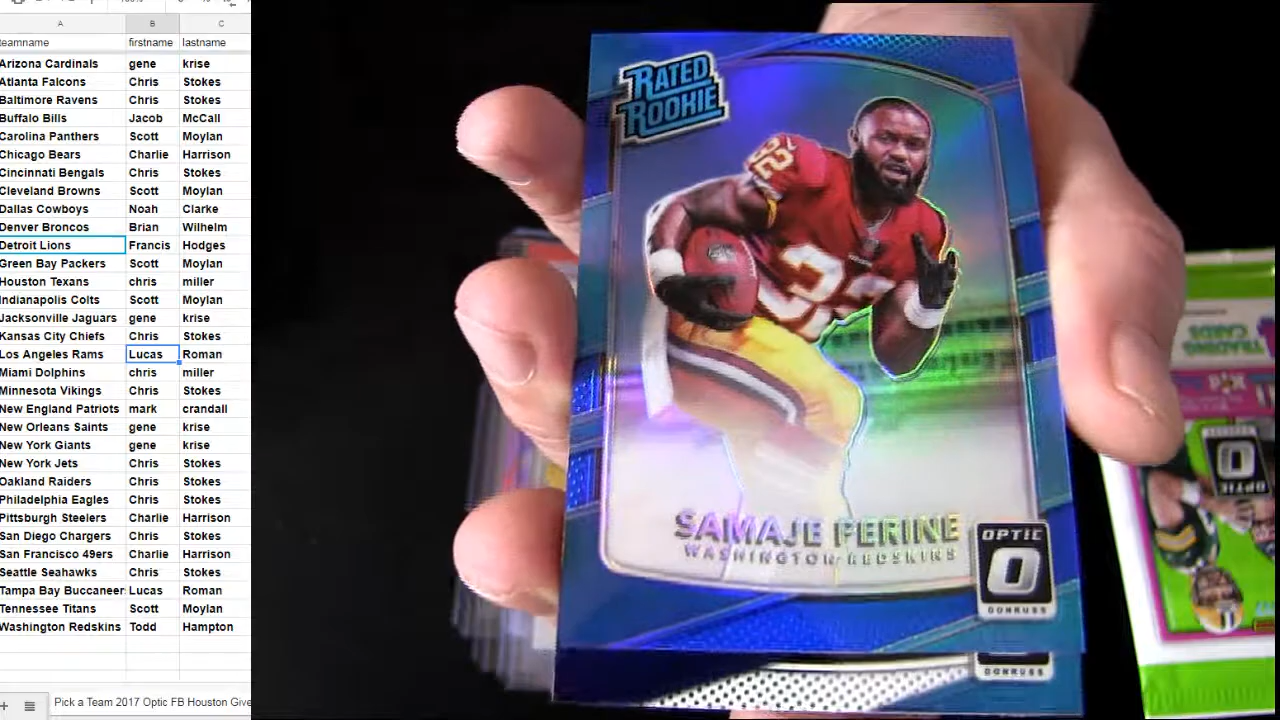 teamname firstname lastname
Arizona Cardinals gene krise
Atlanta Falcons Chris Stokes
Baltimore Ravens Chris Stokes
Buffalo Bills Jacob McCall
Carolina Panthers Scott Moylan
Chicago Bears Charlie Harrison
Cincinnati Bengals Chris Stokes
Cleveland Browns Scott Moylan
Dallas Cowboys Noah Clarke
Denver Broncos Brian Wilhelm
Detroit Lions Francis Hodges
Green Bay Packers Scott Moylan
Houston Texans chris miller
Indianapolis Colts Scott Moylan
Jacksonville Jaguars gene krise
Kansas City Chiefs Chris Stokes
Los Angeles Rams Lucas Roman
Miami Dolphins chris miller
Minnesota Vikings Chris Stokes
New England Patriots mark crandall
New Orleans Saints gene krise
New York Giants gene krise
New York Jets Chris Stokes
Oakland Raiders Chris Stokes
Philadelphia Eagles Chris Stokes
Pittsburgh Steelers Charlie Harrison
San Diego Chargers Chris Stokes
San Francisco 49ers Charlie Harrison
Seattle Seahawks Chris Stokes
Tampa Bay Buccaneer Lucas Roman
Tennessee Titans Scott Moylan
Washington Redskins Todd Hampton
Pick a Team 2017 Optic FB Houston Give
A B C
RATED
ROOKIE
32
32
SAMAJE PERINE
WASHINGTON REDSKINS
OPTIC
O
DONRUSS
TRADING
CARDS